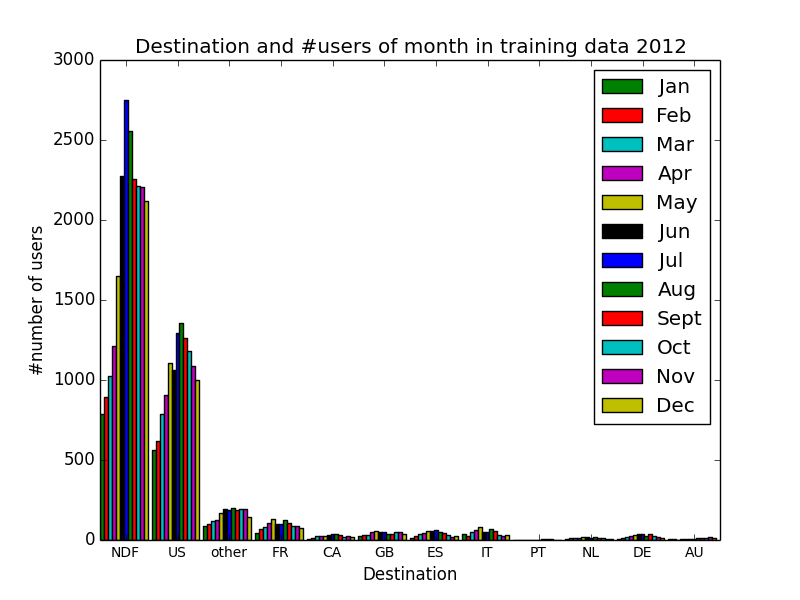 Destination and #users of month in training data 2012
3000
2500
2000
1500
1000
500
0
#number of users
Jan
Feb
Mar
Apr
May
Jun
Jul
Aug
Sept
Oct
Nov
Dec
NDF US other FR CA GB ES IT PT NL DE AU
Destination